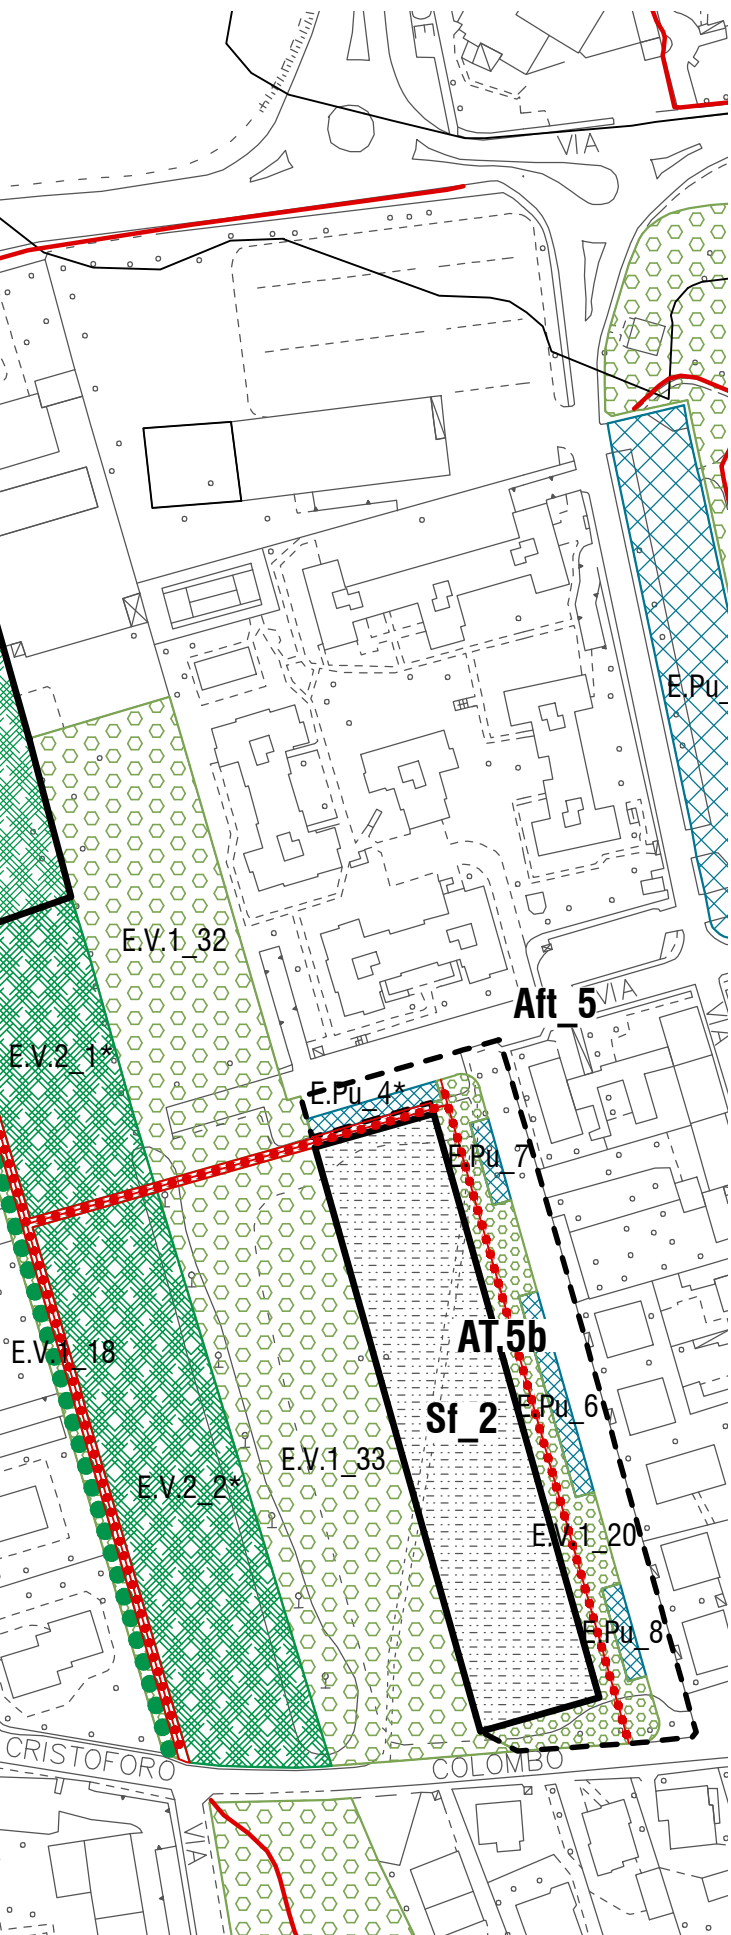 VIA
E.Pu_
E.V.1_32
Aft_5
VIA
E.V.2_1*
E.Pu_4*
E.Pu_7
AT.5b
E.V.1_18
E.Pu_6
Sf_2
E.V.1_33
E.V.2_2*
E.V.1_20
E.Pu_8
CRISTOFORO
COLOMBO
VIA